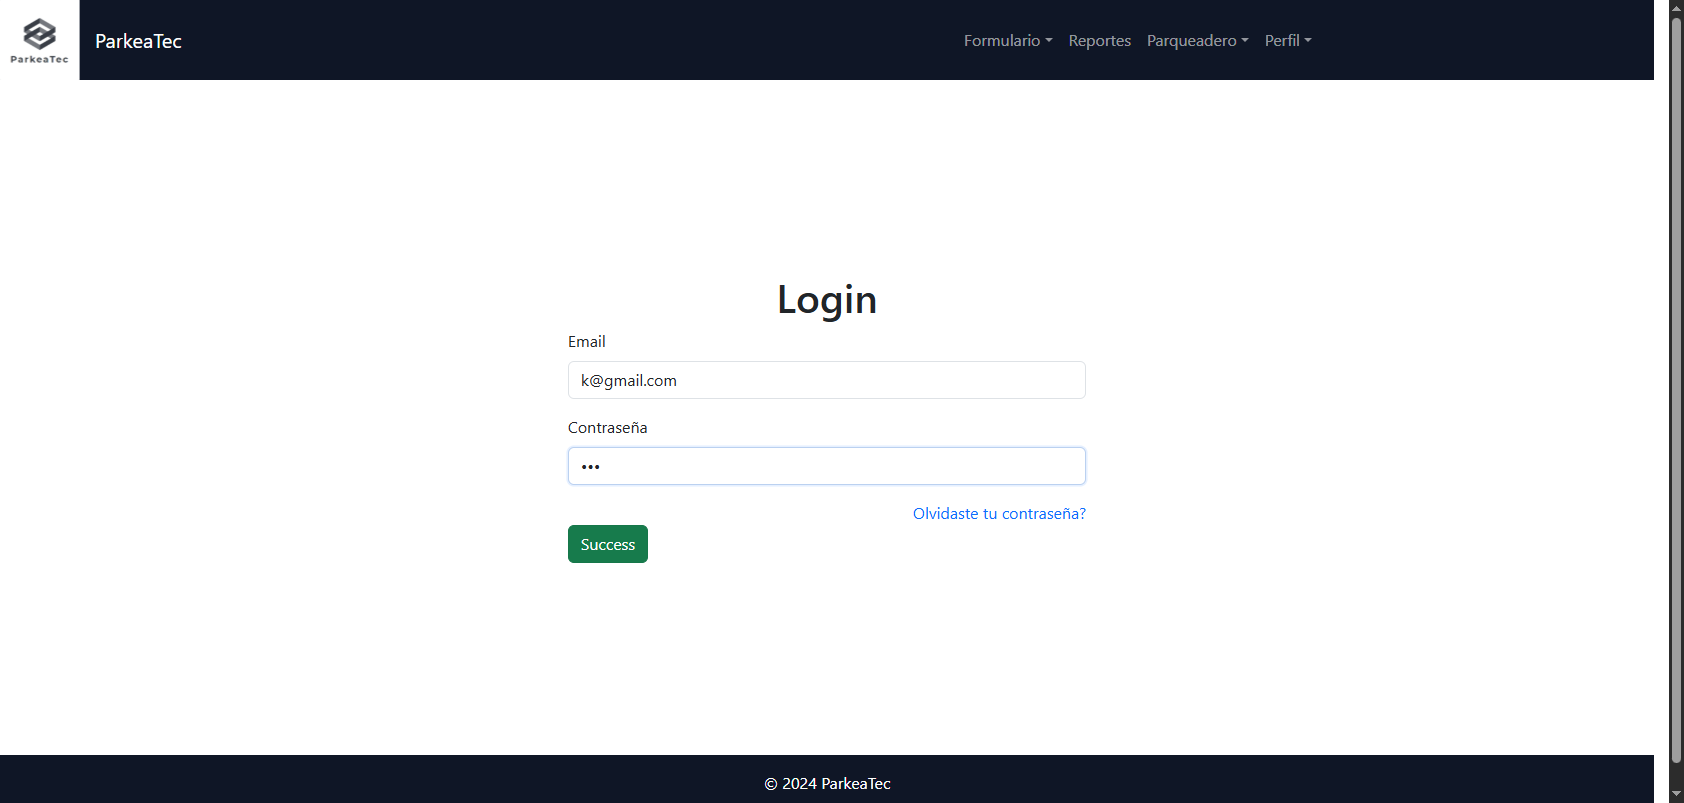 ParkeaTec
ParkeaTec
Formulario Reportes Parqueadero Perfil
Login
Email
k@gmail.com
Contraseña
•••
Olvidaste tu contraseña?
Success
© 2024 ParkeaTec